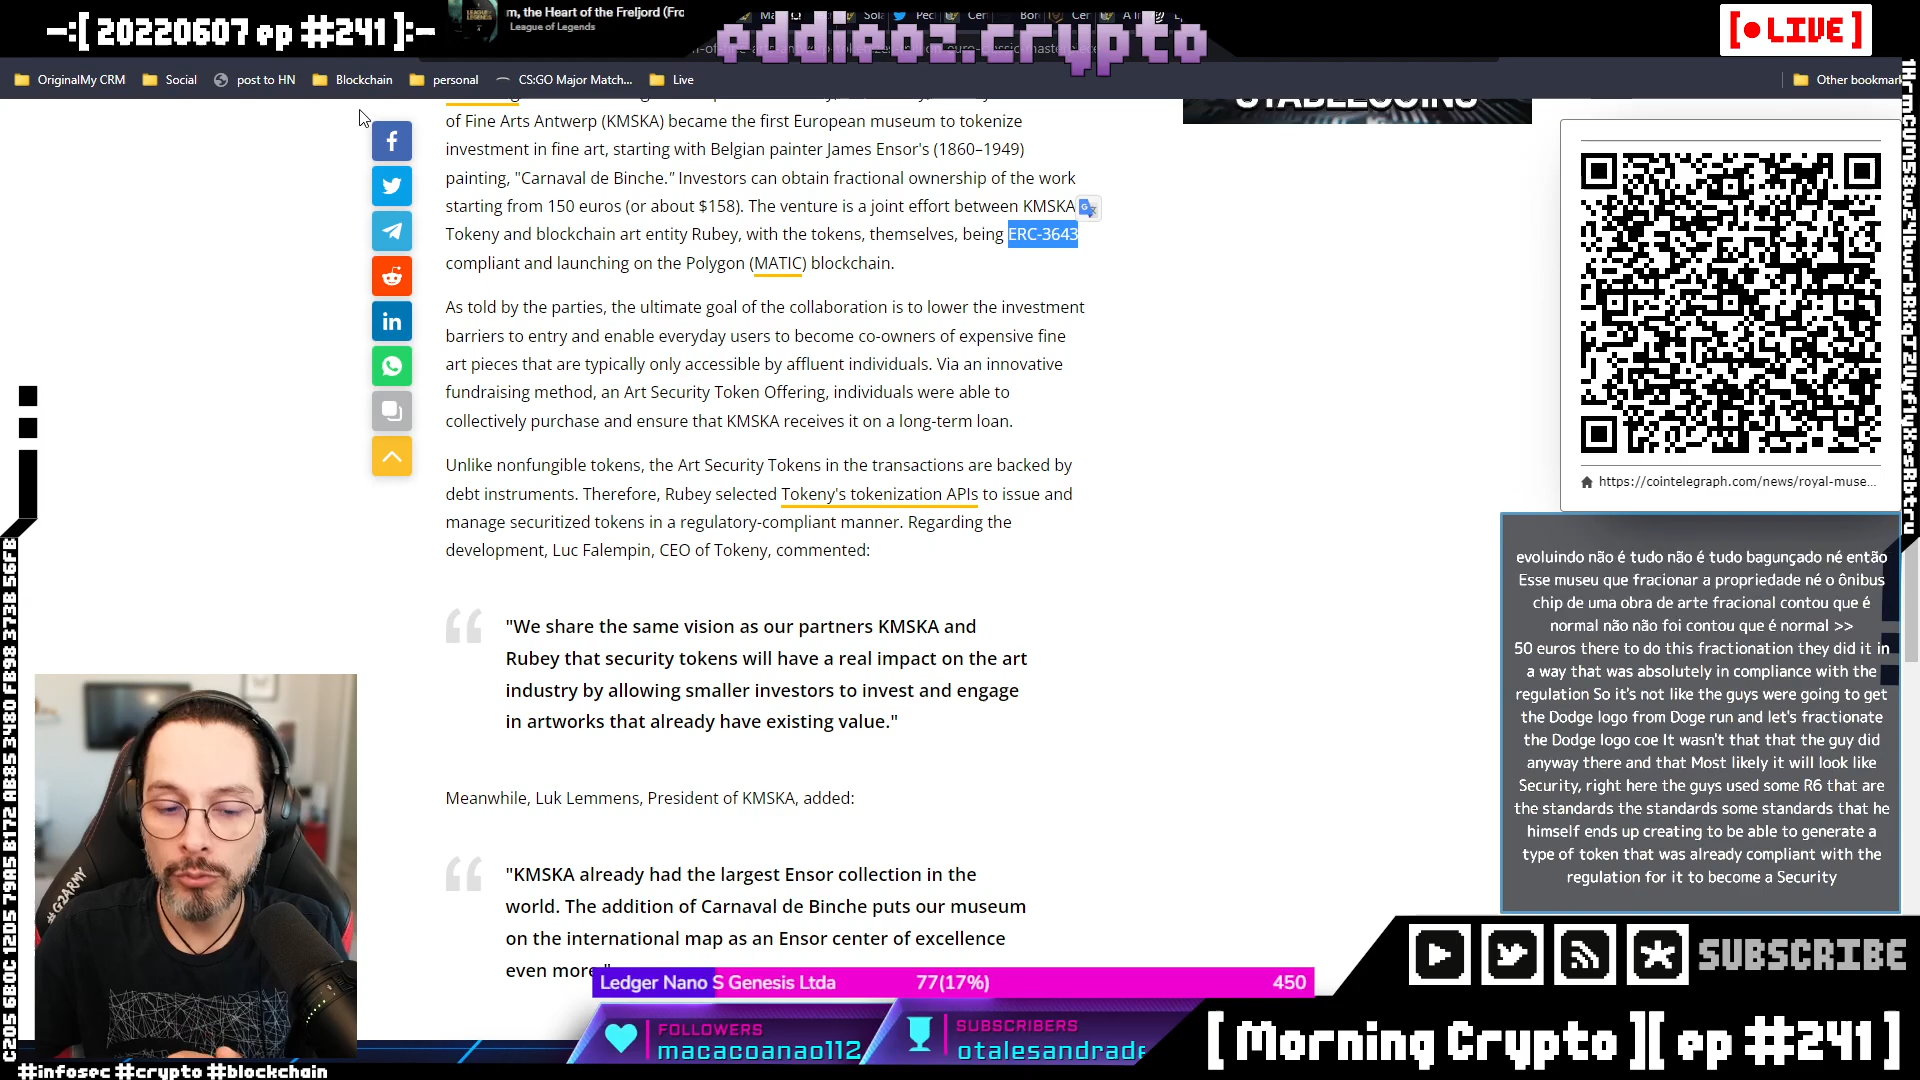 -:[ 20220607 ep #241 ]:-
m, the Heart of the Freljord (Fro
League of Legends
eddieoz.crypto
[•LIVE]
OriginalMy CRM
Social
post to HN
Blockchain
personal
CS:GO Major Match...
Live
Other bookmar
STABLECOINS
of Fine Arts Antwerp (KMSKA) became the first European museum to tokenize
investment in fine art, starting with Belgian painter James Ensor's (1860–1949)
painting, "Carnaval de Binche." Investors can obtain fractional ownership of the work
starting from 150 euros (or about $158). The venture is a joint effort between KMSKA
Tokeny and blockchain art entity Rubey, with the tokens, themselves, being ERC-3643
compliant and launching on the Polygon (MATIC) blockchain.
As told by the parties, the ultimate goal of the collaboration is to lower the investment
barriers to entry and enable everyday users to become co-owners of expensive fine
art pieces that are typically only accessible by affluent individuals. Via an innovative
fundraising method, an Art Security Token Offering, individuals were able to
collectively purchase and ensure that KMSKA receives it on a long-term loan.
Unlike nonfungible tokens, the Art Security Tokens in the transactions are backed by
debt instruments. Therefore, Rubey selected Tokeny's tokenization APIs to issue and
manage securitized tokens in a regulatory-compliant manner. Regarding the
development, Luc Falempin, CEO of Tokeny, commented:
"We share the same vision as our partners KMSKA and
Rubey that security tokens will have a real impact on the art
industry by allowing smaller investors to invest and engage
in artworks that already have existing value."
Meanwhile, Luk Lemmens, President of KMSKA, added:
"KMSKA already had the largest Ensor collection in the
world. The addition of Carnaval de Binche puts our museum
on the international map as an Ensor center of excellence
even more."
https://cointelegraph.com/news/royal-muse...
evoluindo não é tudo não é tudo bagunçado né então
Esse museu que fracionar a propriedade né o ônibus
chip de uma obra de arte fracional contou que é
normal não não foi contou que é normal >>
50 euros there to do this fractionation they did it in
a way that was absolutely in compliance with the
regulation So it's not like the guys were going to get
the Dodge logo from Doge run and let's fractionate
the Dodge logo coe It wasn't that that the guy did
anyway there and that Most likely it will look like
Security, right here the guys used some R6 that are
the standards the standards some standards that he
himself ends up creating to be able to generate a
type of token that was already compliant with the
regulation for it to become a Security
C205 6B0C 1205 79A5 B172 AB85 3480 FB98 373B 56FB
#G2ARMY
Ledger Nano S Genesis Ltda
77(17%)
450
FOLLOWERS
macacoanao112
SUBSCRIBERS
otalesandrade
SUBSCRIBE
[ Morning Crypto ][ ep #241 ]
#infosec #crypto #blockchain